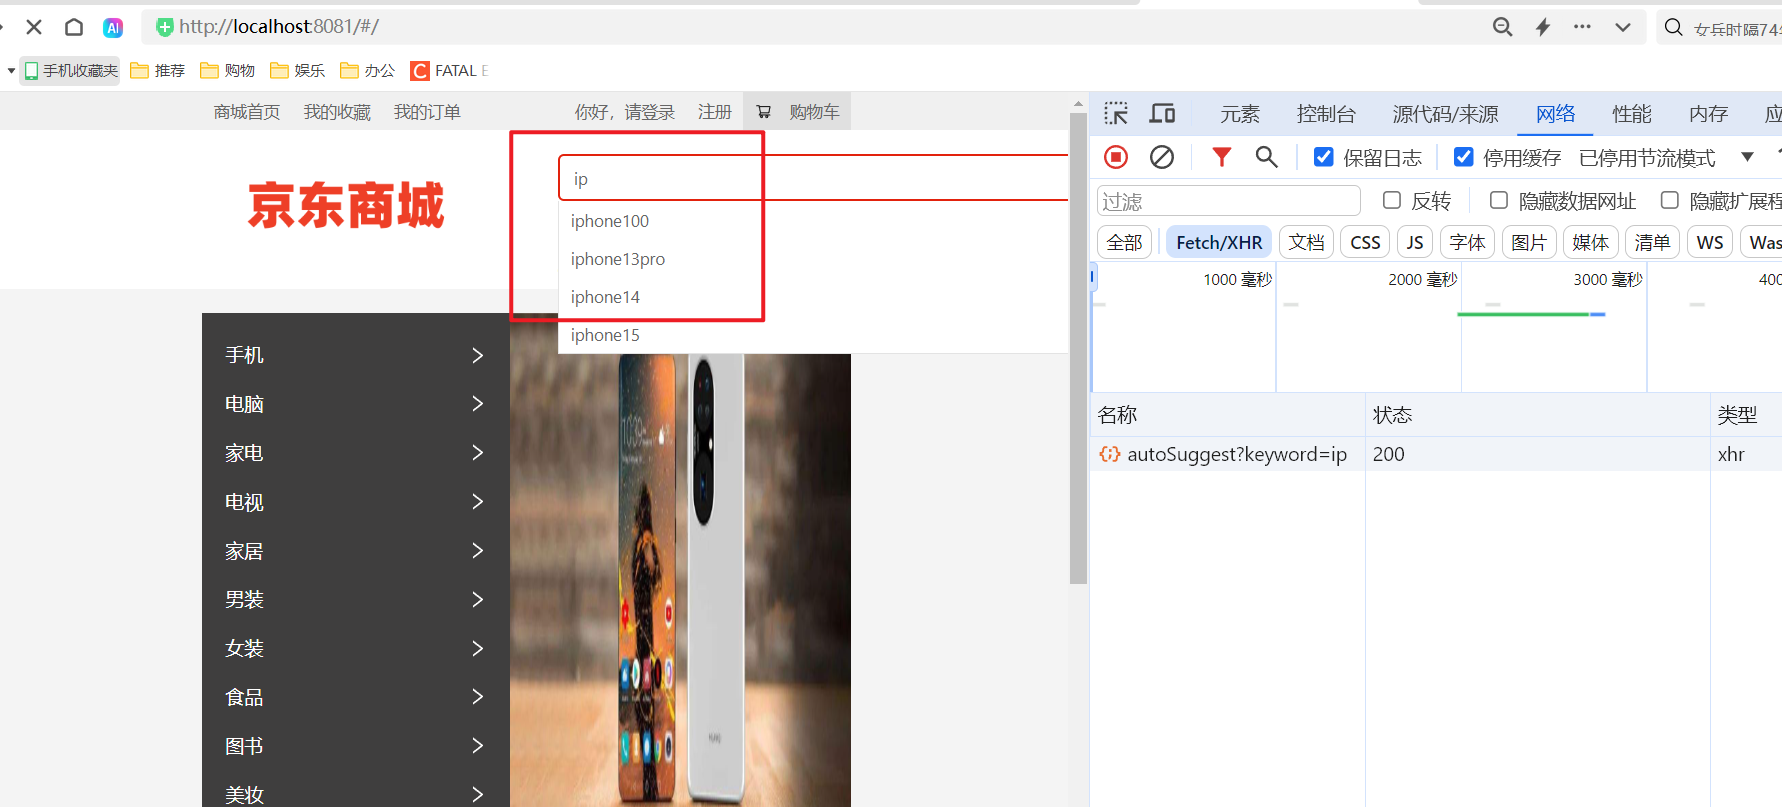 http://localhost:8081/#/
女兵时隔74
手机收藏夹 推荐 购物 娱乐 办公 FATAL E
商城首页 我的收藏 我的订单 你好，请登录 注册 购物车
京东商城
ip
iphone100
iphone13pro
iphone14
iphone15
手机
电脑
家电
电视
家居
男装
女装
食品
图书
美妆
元素 控制台 源代码/来源 网络 性能 内存 应
保留日志 停用缓存 已停用节流模式
过滤 反转 隐藏数据网址 隐藏扩展程
全部 Fetch/XHR 文档 CSS JS 字体 图片 媒体 清单 WS Was
1000 毫秒 2000 毫秒 3000 毫秒 400
名称 状态 类型
autoSuggest?keyword=ip 200 xhr